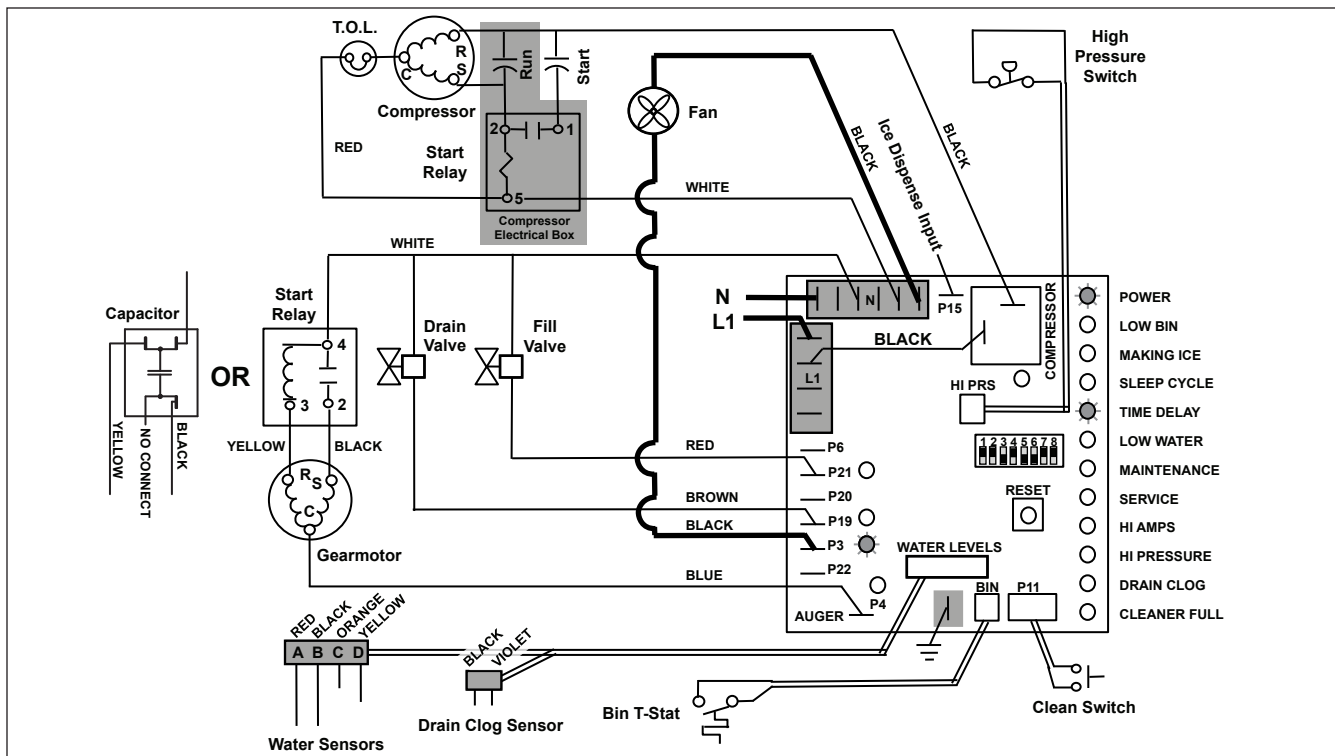 T.O.L.
R
S
C
Compressor
Run
Start
2
1
Start
Relay
5
Compressor
Electrical Box
RED
WHITE
Fan
BLACK
Ice Dispense Input
BLACK
High
Pressure
Switch
WHITE
Capacitor
YELLOW
NO CONNECT
BLACK
OR
Start
Relay
4
3
2
YELLOW
BLACK
R
S
C
Gearmotor
Drain
Valve
Fill
Valve
N
L1
N
P15
COMPRESSOR
BLACK
L1
HI PRS
1 2 3 4 5 6 7 8
RESET
RED
BROWN
BLACK
BLUE
P6
P21
P20
P19
P3
P22
P4
AUGER
WATER LEVELS
BIN
P11
POWER
LOW BIN
MAKING ICE
SLEEP CYCLE
TIME DELAY
LOW WATER
MAINTENANCE
SERVICE
HI AMPS
HI PRESSURE
DRAIN CLOG
CLEANER FULL
RED
BLACK
ORANGE
YELLOW
A B C D
Water Sensors
BLACK
VIOLET
Drain Clog Sensor
Bin T-Stat
Clean Switch